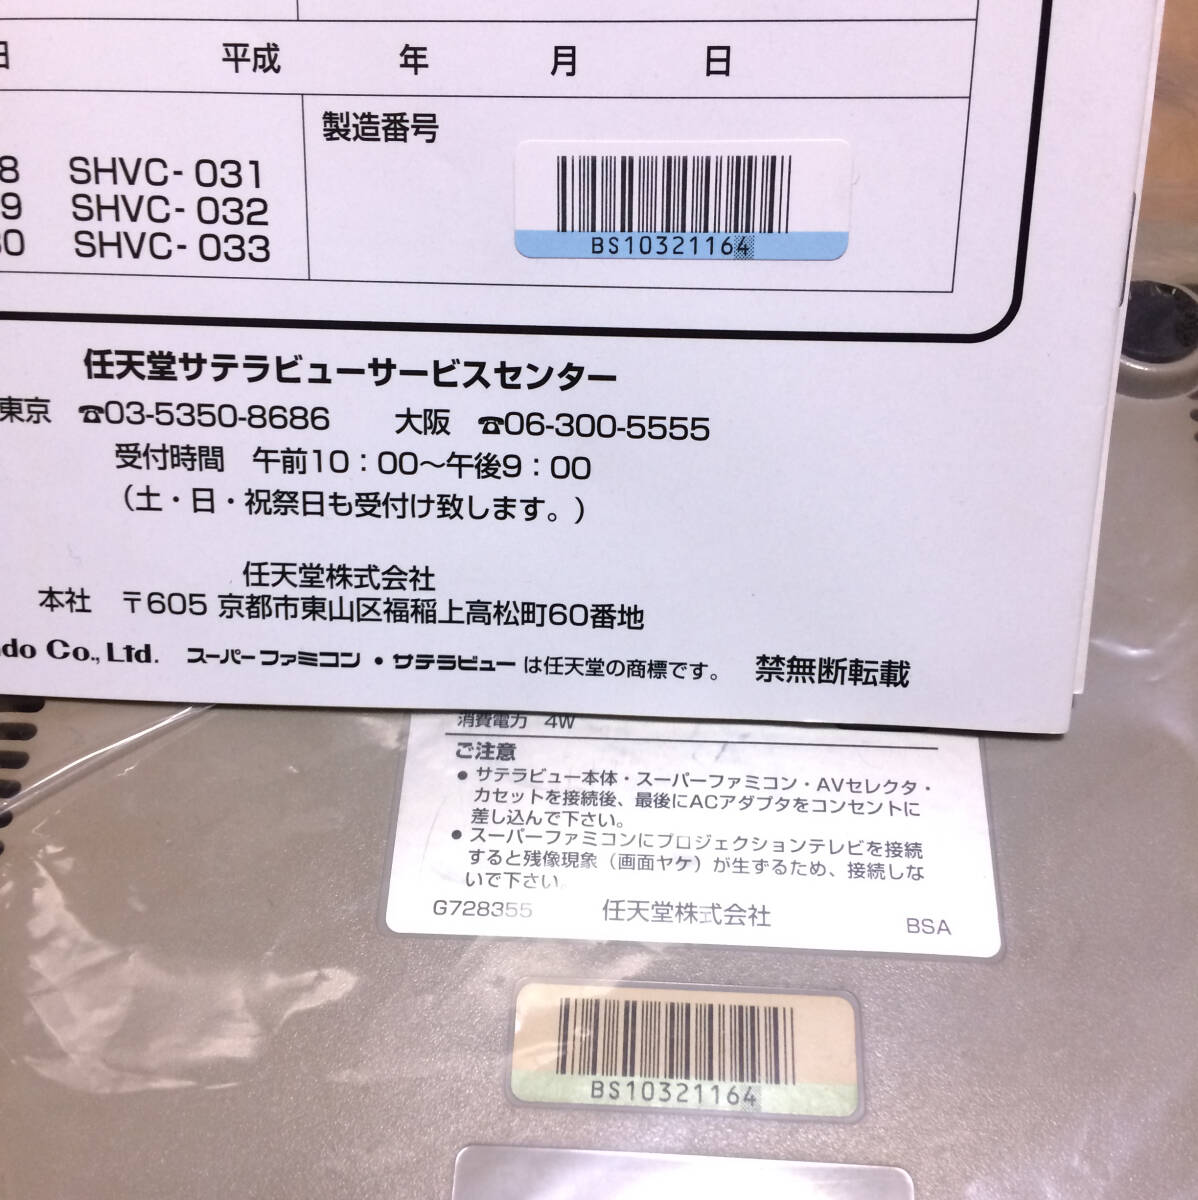 日 平成 年 月 日
製造番号
8 SHVC-031
9 SHVC-032
30 SHVC-033
BS103211664
任天堂サテラビューサービスセンター
東京 ☎03-5350-8686 大阪 ☎06-300-5555
受付時間 午前10：00～午後9：00
（土・日・祝祭日も受付け致します。）
任天堂株式会社
本社 〒605 京都市東山区福稲上高松町60番地
do Co., Ltd. スーパーファミコン・サテラビューは任天堂の商標です。 禁無断転載
消費電力 4W
ご注意
● サテラビュー本体・スーパーファミコン・AVセレクタ・
カセットを接続後、最後にACアダプタをコンセントに
差し込んで下さい。
● スーパーファミコンにプロジェクションテレビを接続
すると残像現象（画面ヤケ）が生ずるため、接続しな
いで下さい。
G728355 任天堂株式会社 BSA
BS103211664